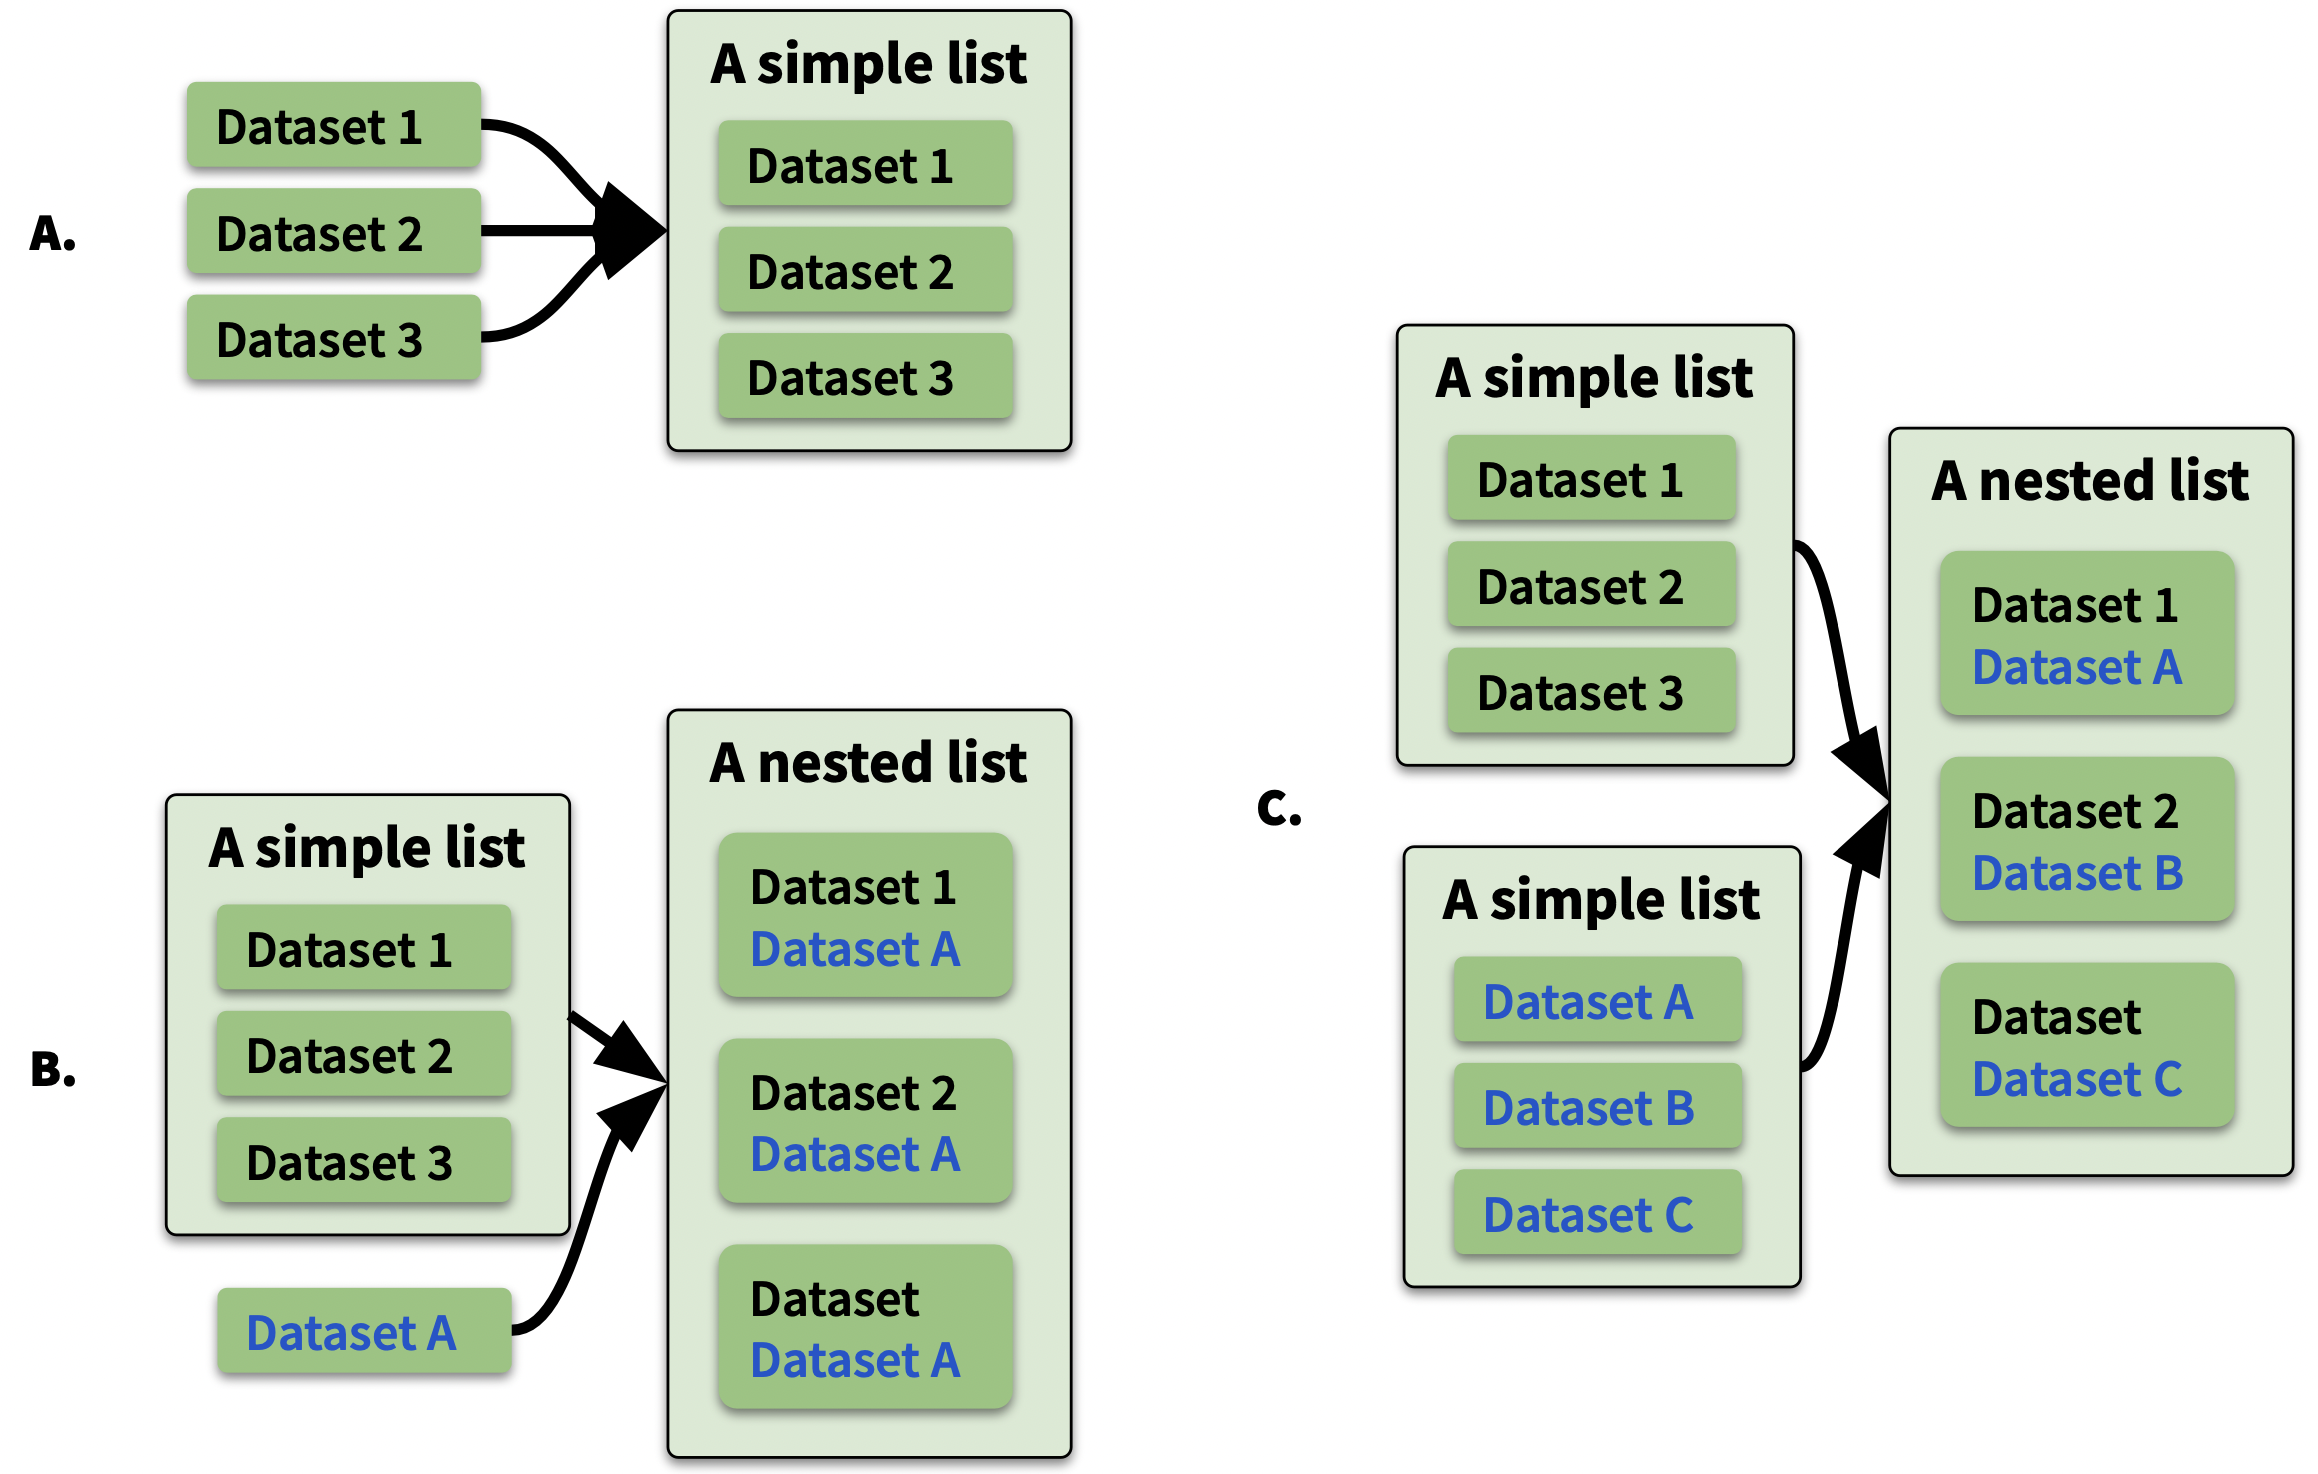 A.
Dataset 1
Dataset 2
Dataset 3
A simple list
Dataset 1
Dataset 2
Dataset 3
B.
A simple list
Dataset 1
Dataset 2
Dataset 3
Dataset A
A nested list
Dataset 1
Dataset A
Dataset 2
Dataset A
Dataset
Dataset A
C.
A simple list
Dataset 1
Dataset 2
Dataset 3
A simple list
Dataset A
Dataset B
Dataset C
A nested list
Dataset 1
Dataset A
Dataset 2
Dataset B
Dataset
Dataset C